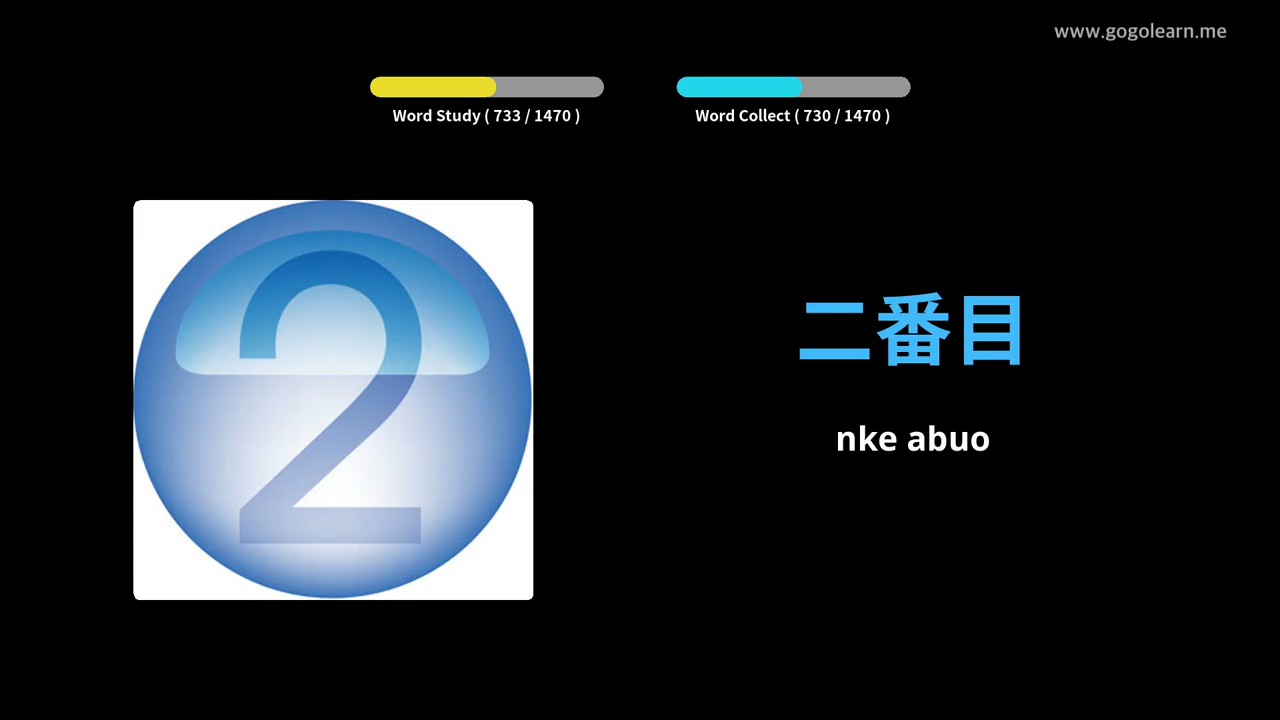 www.gogolearn.me
Word Study ( 733 / 1470 )
Word Collect ( 730 / 1470 )
2
二番目
nke abuo